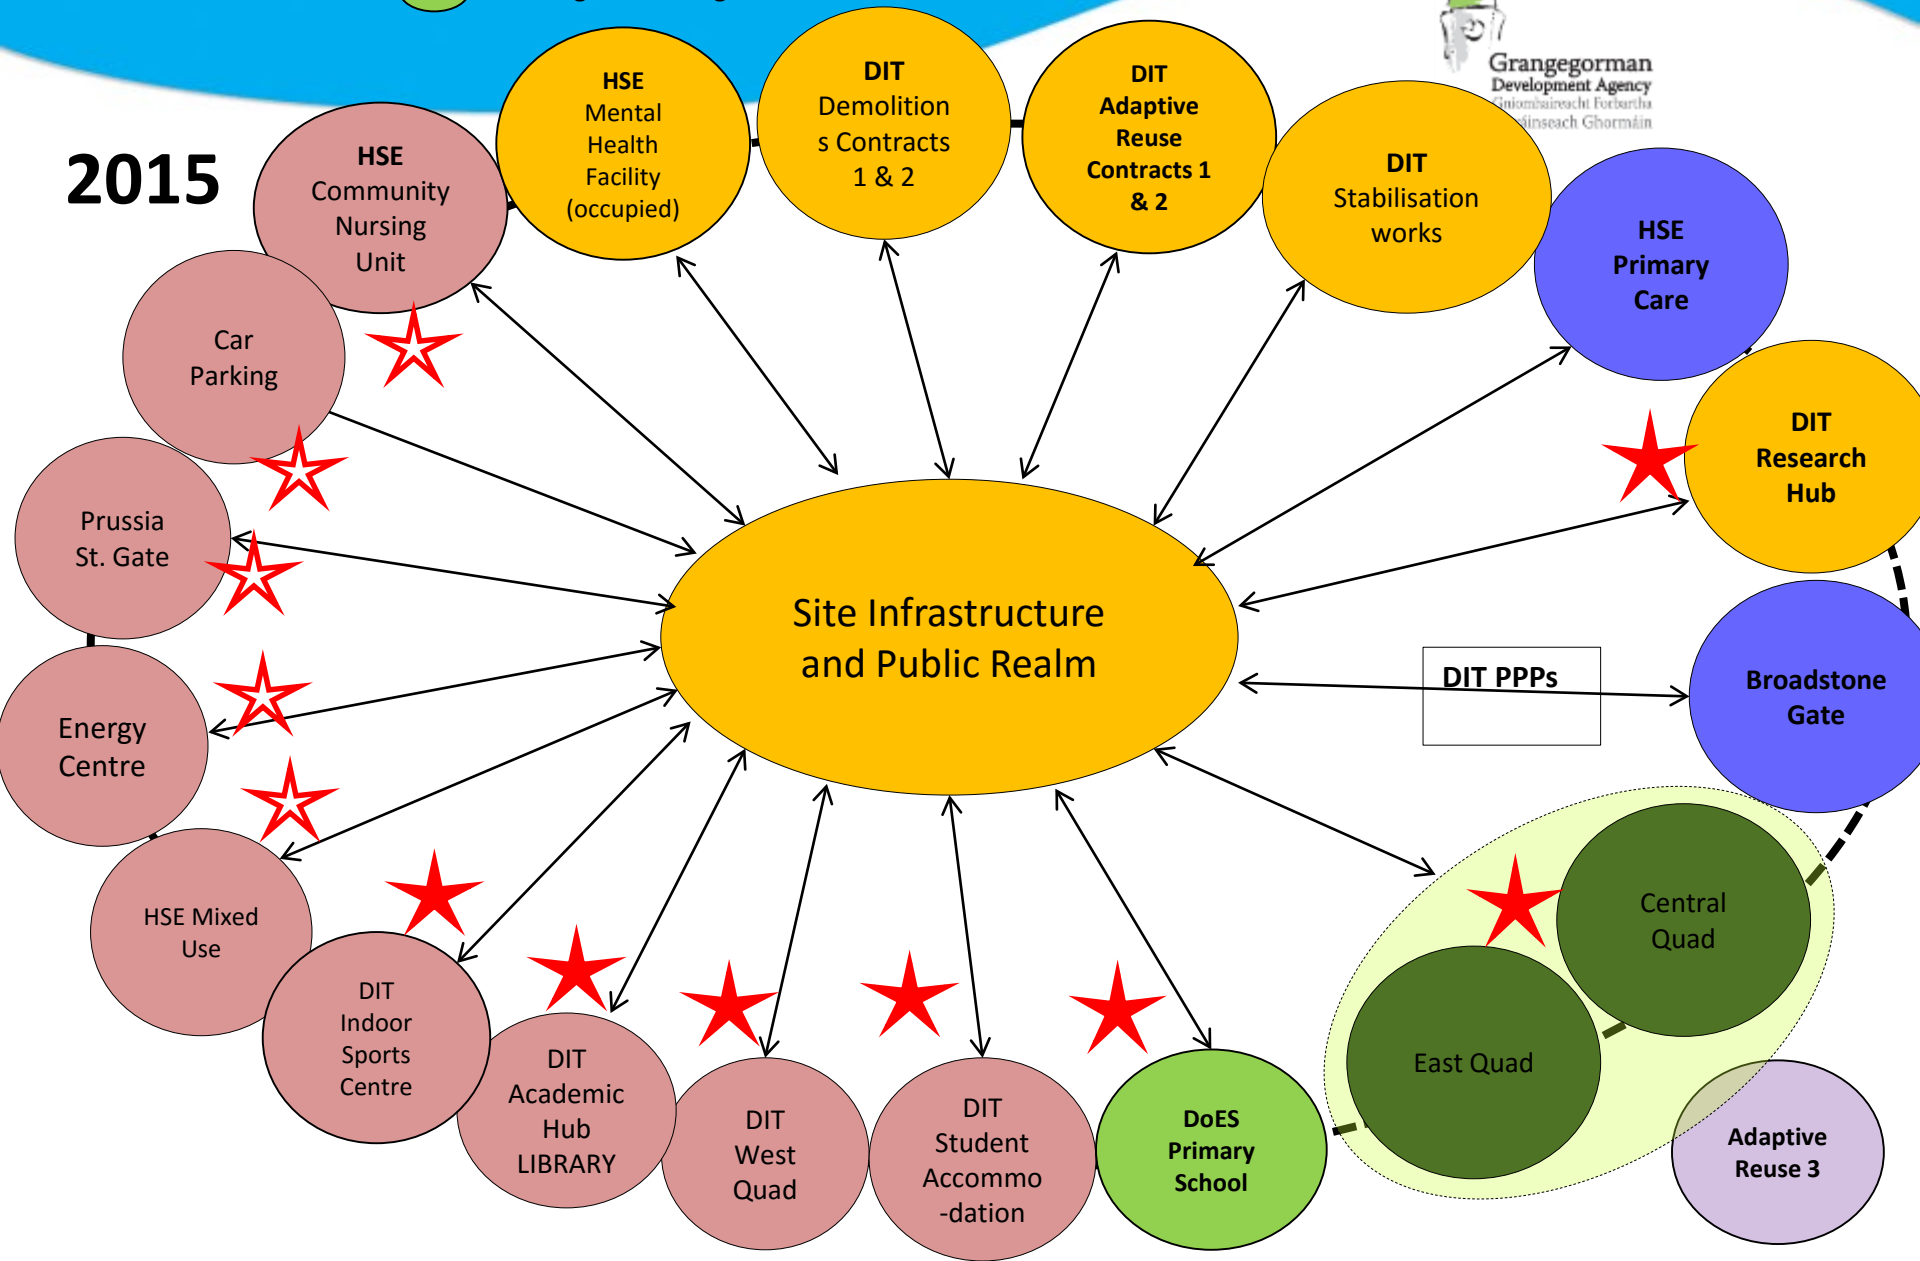 Grangegorman
Development Agency
Gníomhaireacht Forbartha
Ghormáin
2015
HSE
Community
Nursing
Unit
HSE
Mental
Health
Facility
(occupied)
DIT
Demolition
s Contracts
1 & 2
DIT
Adaptive
Reuse
Contracts 1
& 2
DIT
Stabilisation
works
HSE
Primary
Care
DIT
Research
Hub
Broadstone
Gate
DIT PPPs
Central
Quad
East Quad
Adaptive
Reuse 3
DoES
Primary
School
DIT
Student
Accommo
-dation
DIT
West
Quad
DIT
Academic
Hub
LIBRARY
DIT
Indoor
Sports
Centre
HSE Mixed
Use
Energy
Centre
Prussia
St. Gate
Car
Parking
Site Infrastructure
and Public Realm